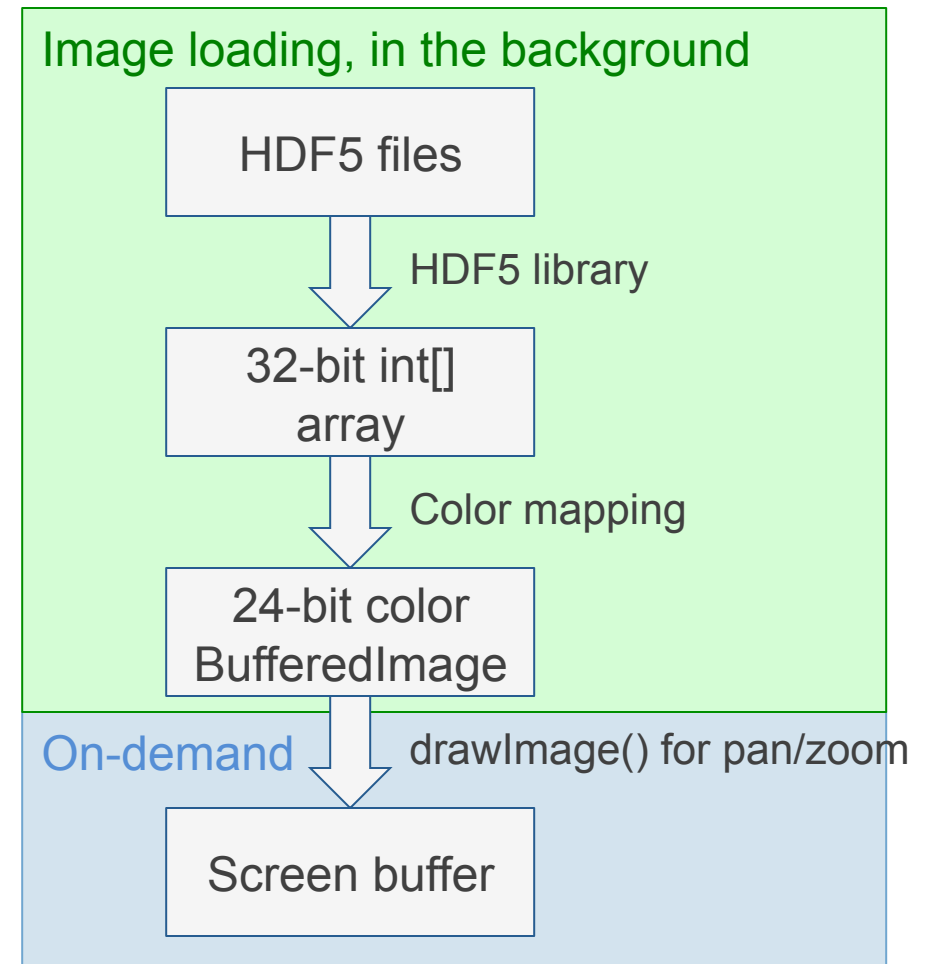 Image loading, in the background
HDF5 files
HDF5 library
32-bit int[]
array
Color mapping
24-bit color
BufferedImage
On-demand
drawImage() for pan/zoom
Screen buffer